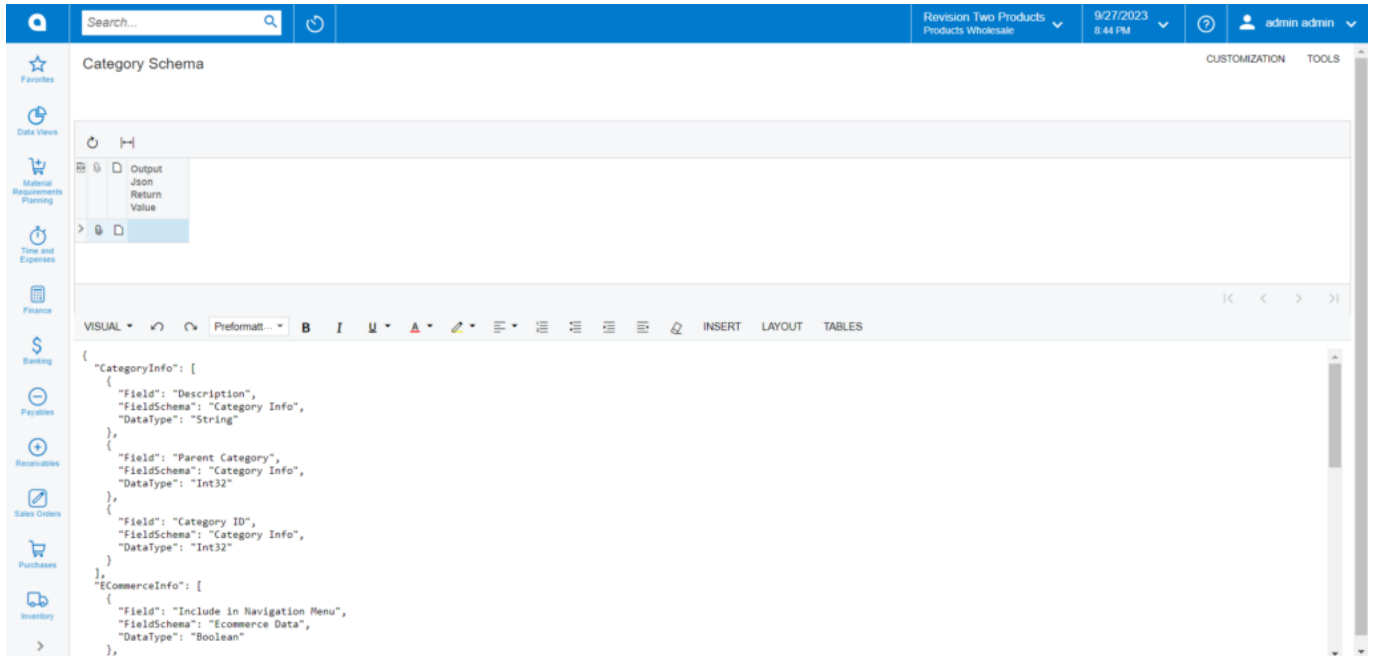 Search...
Revision Two Products
Products Wholesale
9/27/2023
8:44 PM
admin admin
Favorites
Data Views
Material
Requirements
Planning
Time and
Expenses
Finance
Banking
Payables
Receivables
Sales Orders
Purchases
Inventory
Category Schema
CUSTOMIZATION TOOLS
Output
Json
Return
Value
VISUAL Preformatt... B I U A INSERT LAYOUT TABLES
{
"CategoryInfo": [
{
"Field": "Description",
"FieldSchema": "Category Info",
"DataType": "String"
},
{
"Field": "Parent Category",
"FieldSchema": "Category Info",
"DataType": "Int32"
},
{
"Field": "Category ID",
"FieldSchema": "Category Info",
"DataType": "Int32"
}
],
"ECommerceInfo": [
{
"Field": "Include in Navigation Menu",
"FieldSchema": "Ecommerce Data",
"DataType": "Boolean"
},